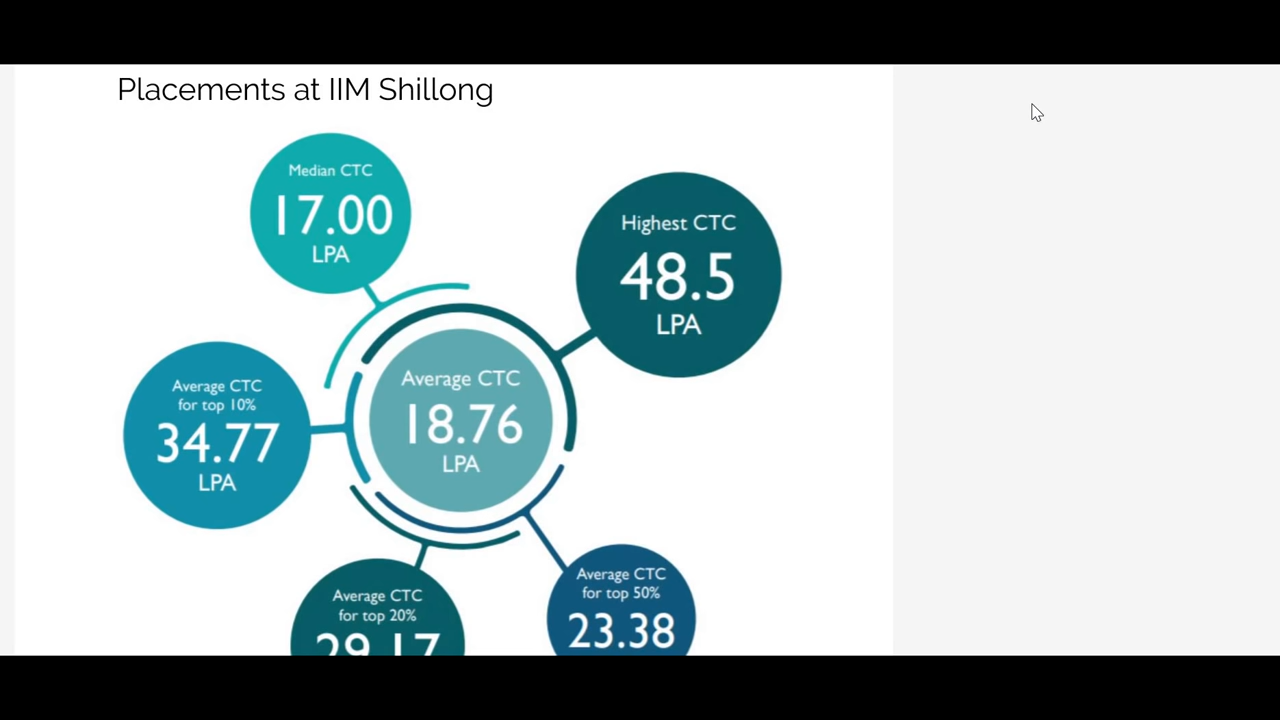 Placements at IIM Shillong
Median CTC
17.00
LPA
Highest CTC
48.5
LPA
Average CTC
for top 10%
34.77
LPA
Average CTC
18.76
LPA
Average CTC
for top 20%
29.17
Average CTC
for top 50%
23.38